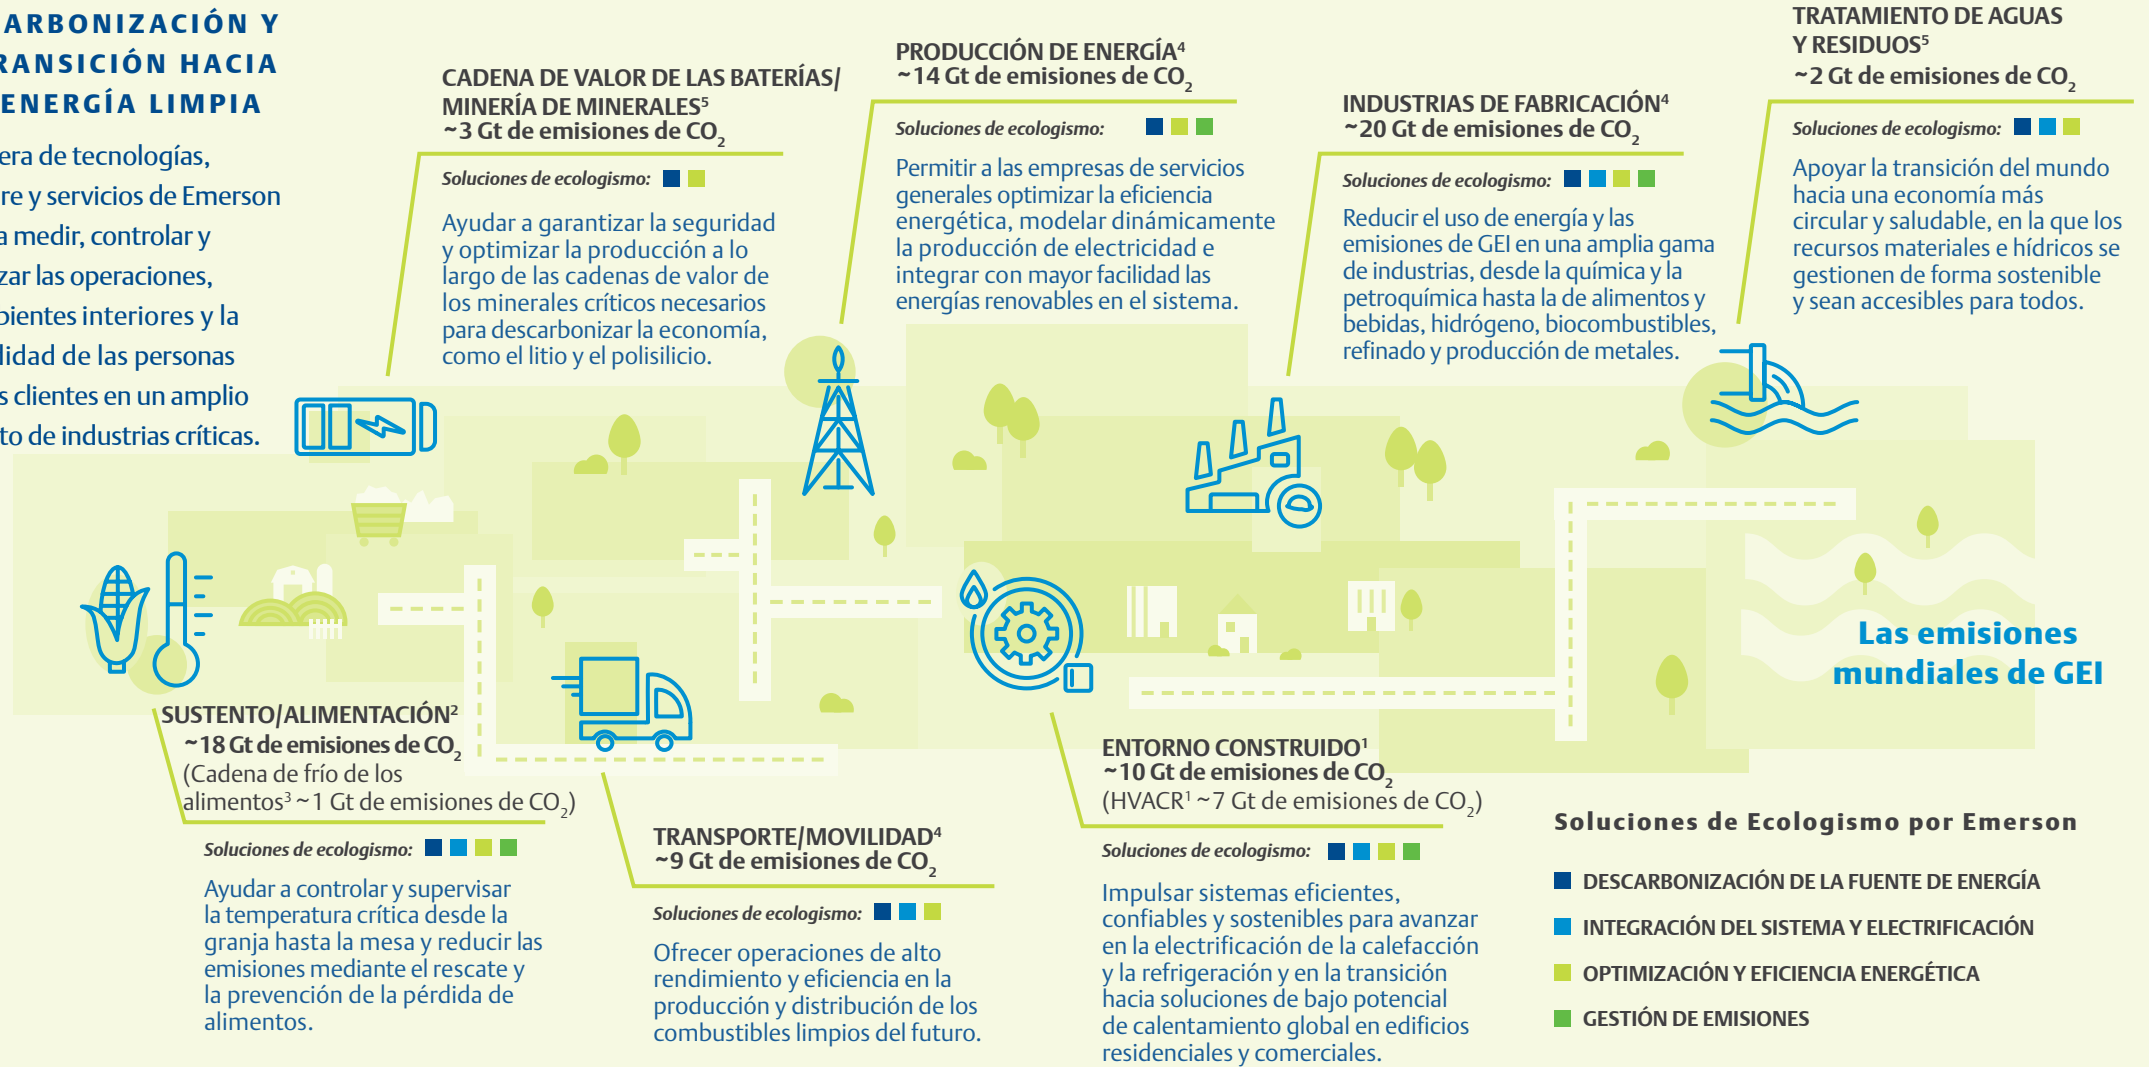 ARBONIZACIÓN Y
RANSICIÓN HACIA
ENERGÍA LIMPIA
era de tecnologías,
re y servicios de Emerson
a medir, controlar y
zar las operaciones,
bientes interiores y la
lidad de las personas
s clientes en un amplio
to de industrias críticas.
CADENA DE VALOR DE LAS BATERÍAS/
MINERÍA DE MINERALES⁵
~3 Gt de emisiones de CO₂
Soluciones de ecologismo:
Ayudar a garantizar la seguridad
y optimizar la producción a lo
largo de las cadenas de valor de
los minerales críticos necesarios
para descarbonizar la economía,
como el litio y el polisilicio.
PRODUCCIÓN DE ENERGÍA⁴
~14 Gt de emisiones de CO₂
Soluciones de ecologismo:
Permitir a las empresas de servicios
generales optimizar la eficiencia
energética, modelar dinámicamente
la producción de electricidad e
integrar con mayor facilidad las
energías renovables en el sistema.
INDUSTRIAS DE FABRICACIÓN⁴
~20 Gt de emisiones de CO₂
Soluciones de ecologismo:
Reducir el uso de energía y las
emisiones de GEI en una amplia gama
de industrias, desde la química y la
petroquímica hasta la de alimentos y
bebidas, hidrógeno, biocombustibles,
refinado y producción de metales.
TRATAMIENTO DE AGUAS
Y RESIDUOS⁵
~2 Gt de emisiones de CO₂
Soluciones de ecologismo:
Apoyar la transición del mundo
hacia una economía más
circular y saludable, en la que los
recursos materiales e hídricos se
gestionen de forma sostenible
y sean accesibles para todos.
Las emisiones
mundiales de GEI
SUSTENTO/ALIMENTACIÓN²
~18 Gt de emisiones de CO₂
(Cadena de frío de los
alimentos³ ~1 Gt de emisiones de CO₂)
Soluciones de ecologismo:
Ayudar a controlar y supervisar
la temperatura crítica desde la
granja hasta la mesa y reducir las
emisiones mediante el rescate y
la prevención de la pérdida de
alimentos.
TRANSPORTE/MOVILIDAD⁴
~9 Gt de emisiones de CO₂
Soluciones de ecologismo:
Ofrecer operaciones de alto
rendimiento y eficiencia en la
producción y distribución de los
combustibles limpios del futuro.
ENTORNO CONSTRUIDO¹
~10 Gt de emisiones de CO₂
(HVACR¹ ~7 Gt de emisiones de CO₂)
Soluciones de ecologismo:
Impulsar sistemas eficientes,
confiables y sostenibles para avanzar
en la electrificación de la calefacción
y la refrigeración y en la transición
hacia soluciones de bajo potencial
de calentamiento global en edificios
residenciales y comerciales.
Soluciones de Ecologismo por Emerson
DESCARBONIZACIÓN DE LA FUENTE DE ENERGÍA
INTEGRACIÓN DEL SISTEMA Y ELECTRIFICACIÓN
OPTIMIZACIÓN Y EFICIENCIA ENERGÉTICA
GESTIÓN DE EMISIONES